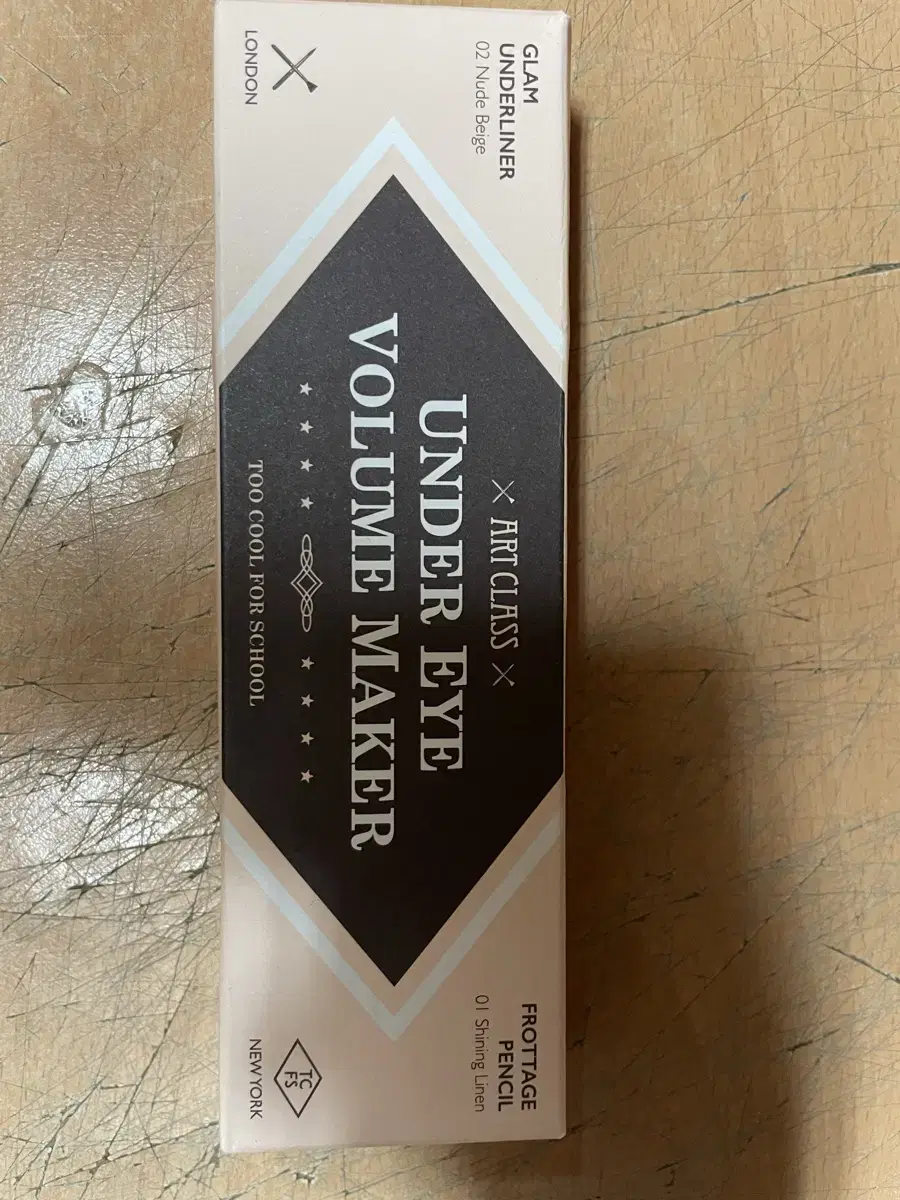 GLAM
UNDERLINER
02 Nude Beige
FROTTAGE
PENCIL
01 Shining Linen
ART CLASS
UNDER EYE
VOLUME MAKER
TOO COOL FOR SCHOOL
LONDON
TC
FS
NEW YORK